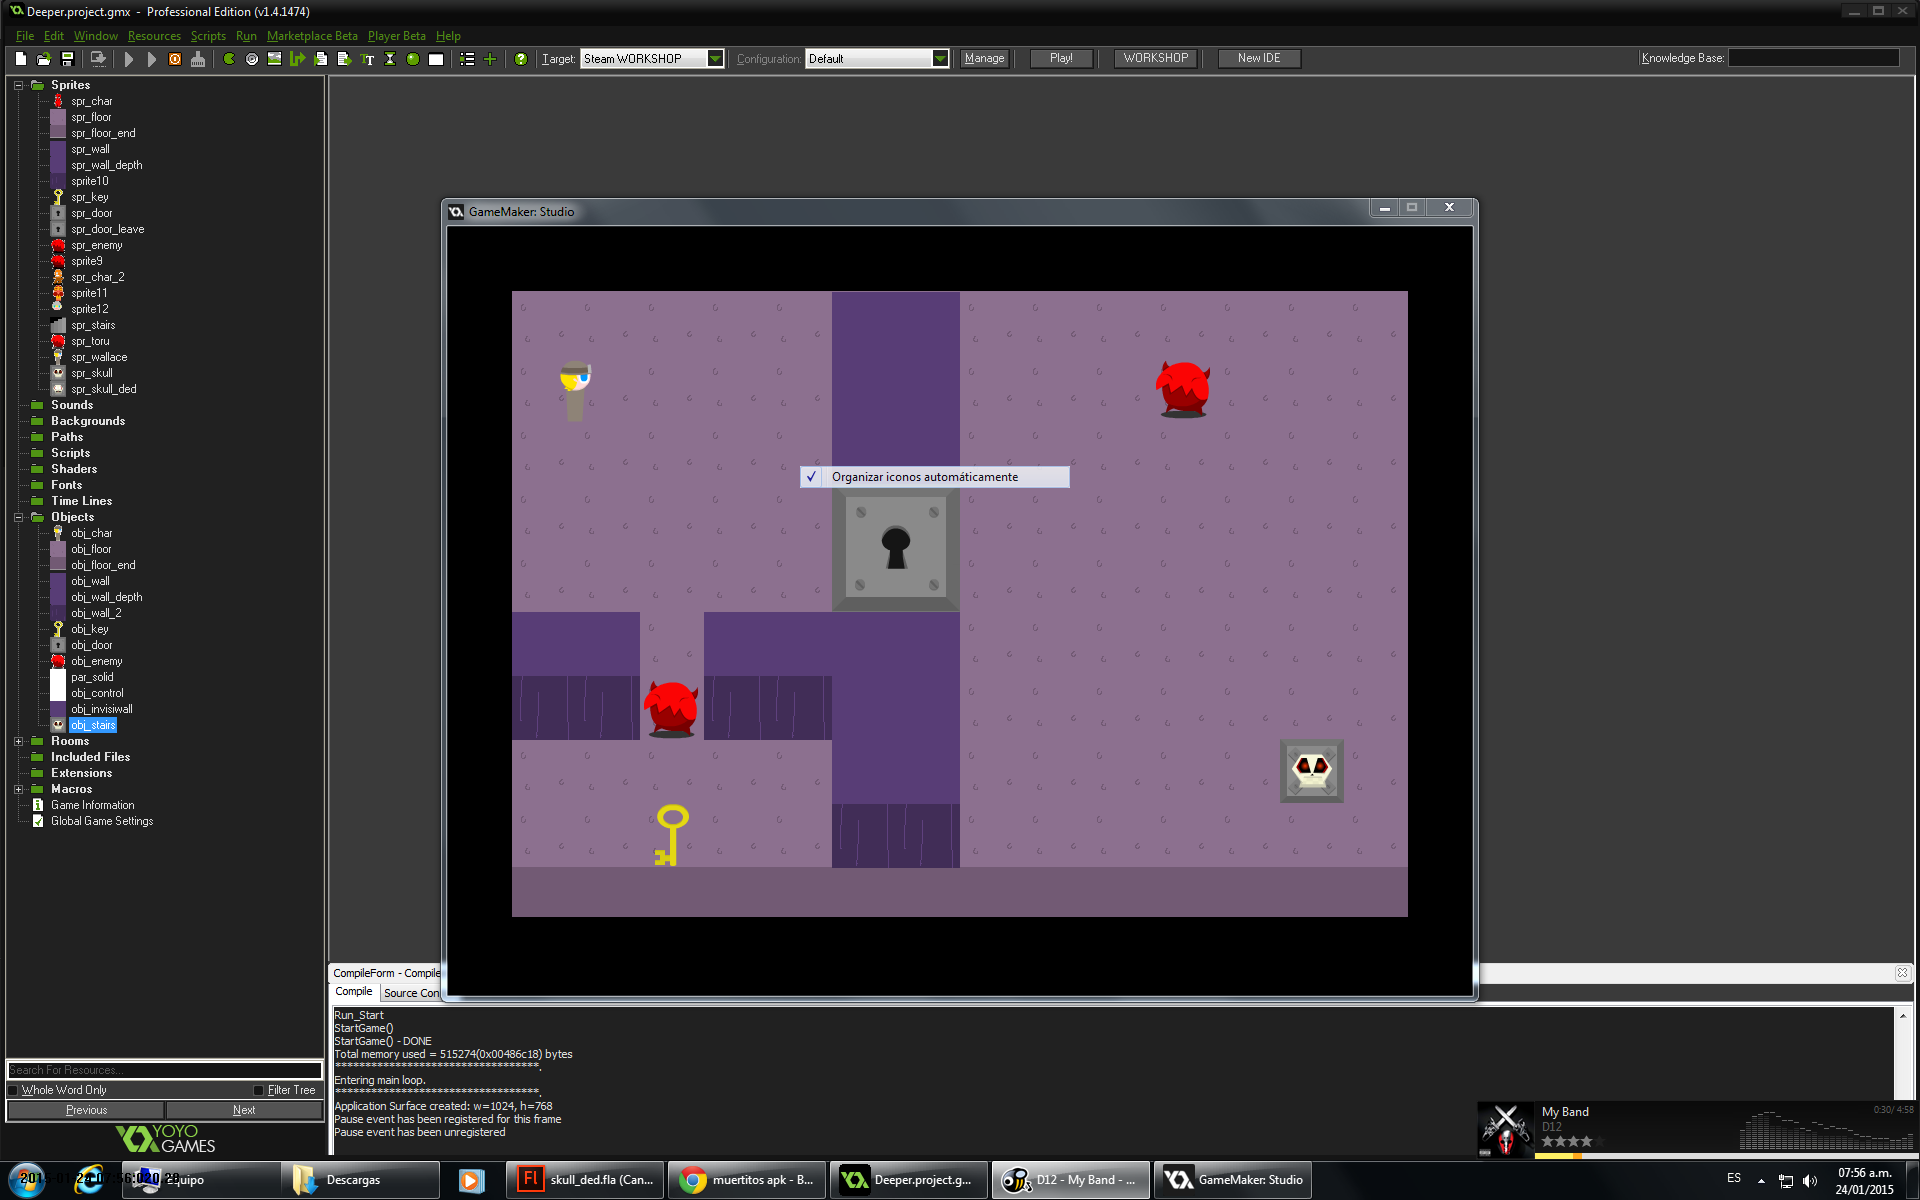 Deeper.project.gmx - Professional Edition (v1.4.1474)
File Edit Window Resources Scripts Run Marketplace Beta Player Beta Help
Target: Steam WORKSHOP Configuration: Default Manage Play! WORKSHOP New IDE Knowledge Base:
Sprites
spr_char
spr_floor
spr_floor_end
spr_wall
spr_wall_depth
sprite10
spr_key
spr_door
spr_door_leave
spr_enemy
sprite9
spr_char_2
sprite11
sprite12
spr_stairs
spr_toru
spr_wallace
spr_skull
spr_skull_ded
Sounds
Backgrounds
Paths
Scripts
Shaders
Fonts
Time Lines
Objects
obj_char
obj_floor
obj_floor_end
obj_wall
obj_wall_depth
obj_wall_2
obj_key
obj_door
obj_enemy
par_solid
obj_control
obj_invisiwall
obj_stairs
Rooms
Included Files
Extensions
Macros
Game Information
Global Game Settings
Search For Resources...
Whole Word Only Filter Tree
Previous Next
YOYO GAMES
GameMaker: Studio
Organizar iconos automáticamente
CompileForm - Compile
Compile Source Con
Run_Start
StartGame()
StartGame() - DONE
Total memory used = 515274(0x00486c18) bytes
**********************************.
Entering main loop.
**********************************.
Application Surface created: w=1024, h=768
Pause event has been registered for this frame
Pause event has been unregistered
My Band
D12
0:30/ 4:58
Descargas
skull_ded.fla (Can...
muertitos apk - B...
Deeper.project.g...
D12 - My Band - ...
GameMaker: Studio
ES
07:56 a.m.
24/01/2015